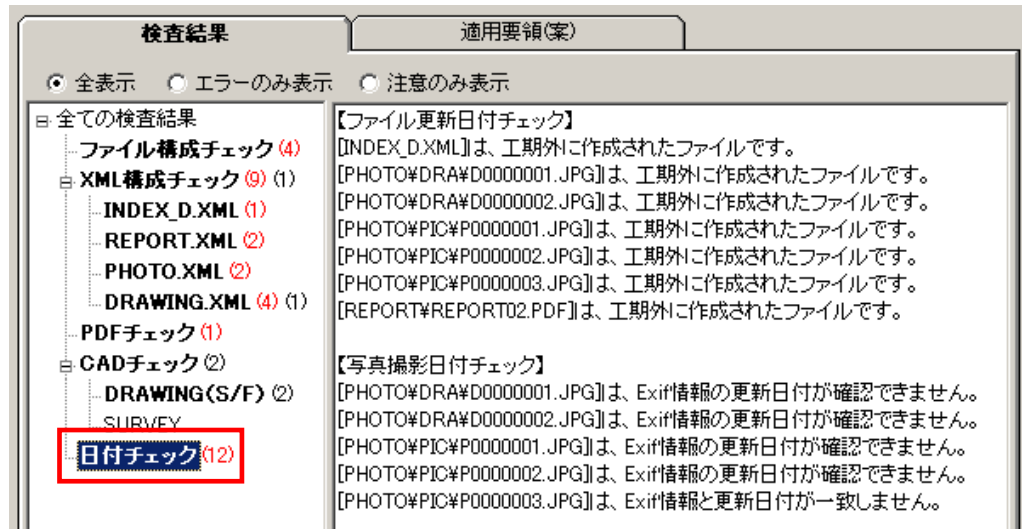 検査結果
適用要領(案)
全表示 エラーのみ表示 注意のみ表示
全ての検査結果
ファイル構成チェック (4)
XML構成チェック (9) (1)
INDEX_D.XML (1)
REPORT.XML (2)
PHOTO.XML (2)
DRAWING.XML (4) (1)
PDFチェック (1)
CADチェック (2)
DRAWING(S/F) (2)
SURVEY
日付チェック (12)
【ファイル更新日付チェック】
[INDEX_D.XML]は、工期外に作成されたファイルです。
[PHOTO¥DRA¥D0000001.JPG]は、工期外に作成されたファイルです。
[PHOTO¥DRA¥D0000002.JPG]は、工期外に作成されたファイルです。
[PHOTO¥PIC¥P0000001.JPG]は、工期外に作成されたファイルです。
[PHOTO¥PIC¥P0000002.JPG]は、工期外に作成されたファイルです。
[PHOTO¥PIC¥P0000003.JPG]は、工期外に作成されたファイルです。
[REPORT¥REPORT02.PDF]は、工期外に作成されたファイルです。
【写真撮影日付チェック】
[PHOTO¥DRA¥D0000001.JPG]は、Exif情報の更新日付が確認できません。
[PHOTO¥DRA¥D0000002.JPG]は、Exif情報の更新日付が確認できません。
[PHOTO¥PIC¥P0000001.JPG]は、Exif情報の更新日付が確認できません。
[PHOTO¥PIC¥P0000002.JPG]は、Exif情報の更新日付が確認できません。
[PHOTO¥PIC¥P0000003.JPG]は、Exif情報と更新日付が一致しません。